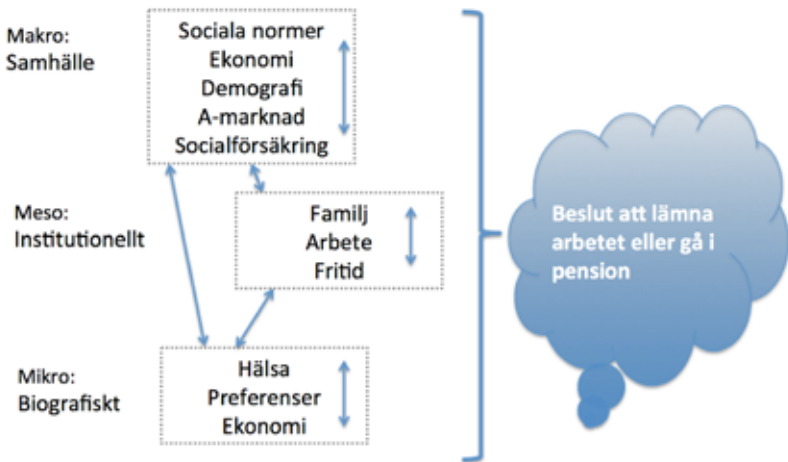 Makro:
Samhälle
Sociala normer
Ekonomi
Demografi
A-marknad
Socialförsäkring
Meso:
Institutionellt
Familj
Arbete
Fritid
Mikro:
Biografiskt
Hälsa
Preferenser
Ekonomi
Beslut att lämna
arbetet eller gå i
pension